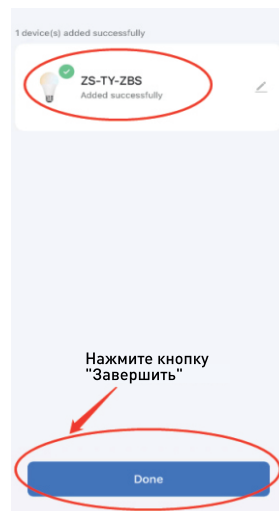 1 device(s) added successfully
ZS-TY-ZBS
Added successfully
Нажмите кнопку
"Завершить"
Done